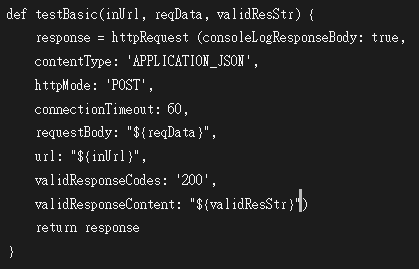 def testBasic(inUrl, reqData, validResStr) {
    response = httpRequest (consoleLogResponseBody: true,
    contentType: 'APPLICATION_JSON',
    httpMode: 'POST',
    connectionTimeout: 60,
    requestBody: "${reqData}",
    url: "${inUrl}",
    validResponseCodes: '200',
    validResponseContent: "${validResStr}")
    return response
}